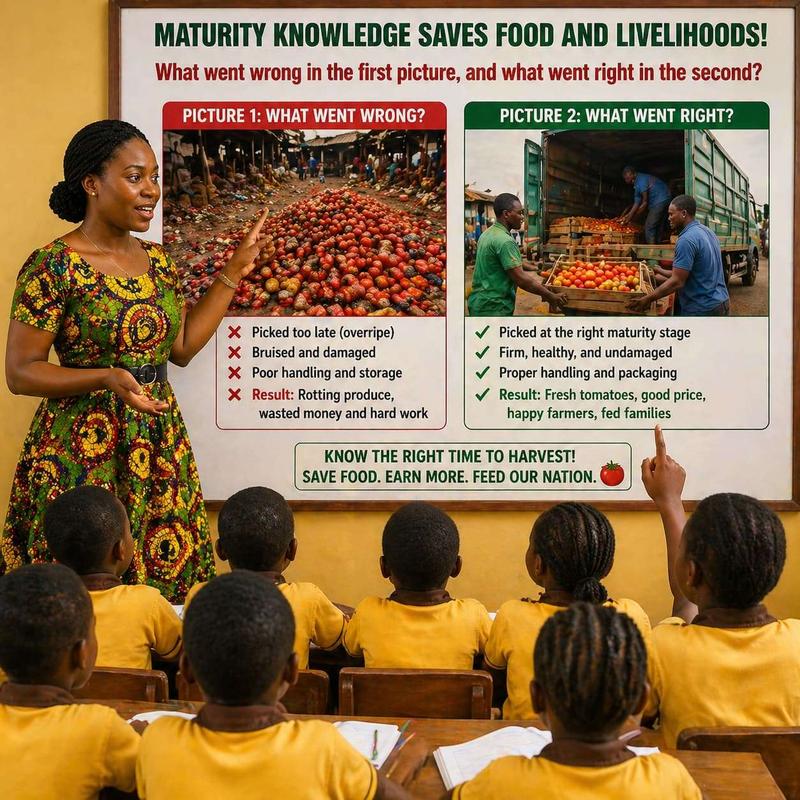 MATURITY KNOWLEDGE SAVES FOOD AND LIVELIHOODS!
What went wrong in the first picture, and what went right in the second?
PICTURE 1: WHAT WENT WRONG?
Picked too late (overripe)
Bruised and damaged
Poor handling and storage
Result: Rotting produce,
wasted money and hard work
PICTURE 2: WHAT WENT RIGHT?
Picked at the right maturity stage
Firm, healthy, and undamaged
Proper handling and packaging
Result: Fresh tomatoes, good price,
happy farmers, fed families
KNOW THE RIGHT TIME TO HARVEST!
SAVE FOOD. EARN MORE. FEED OUR NATION.